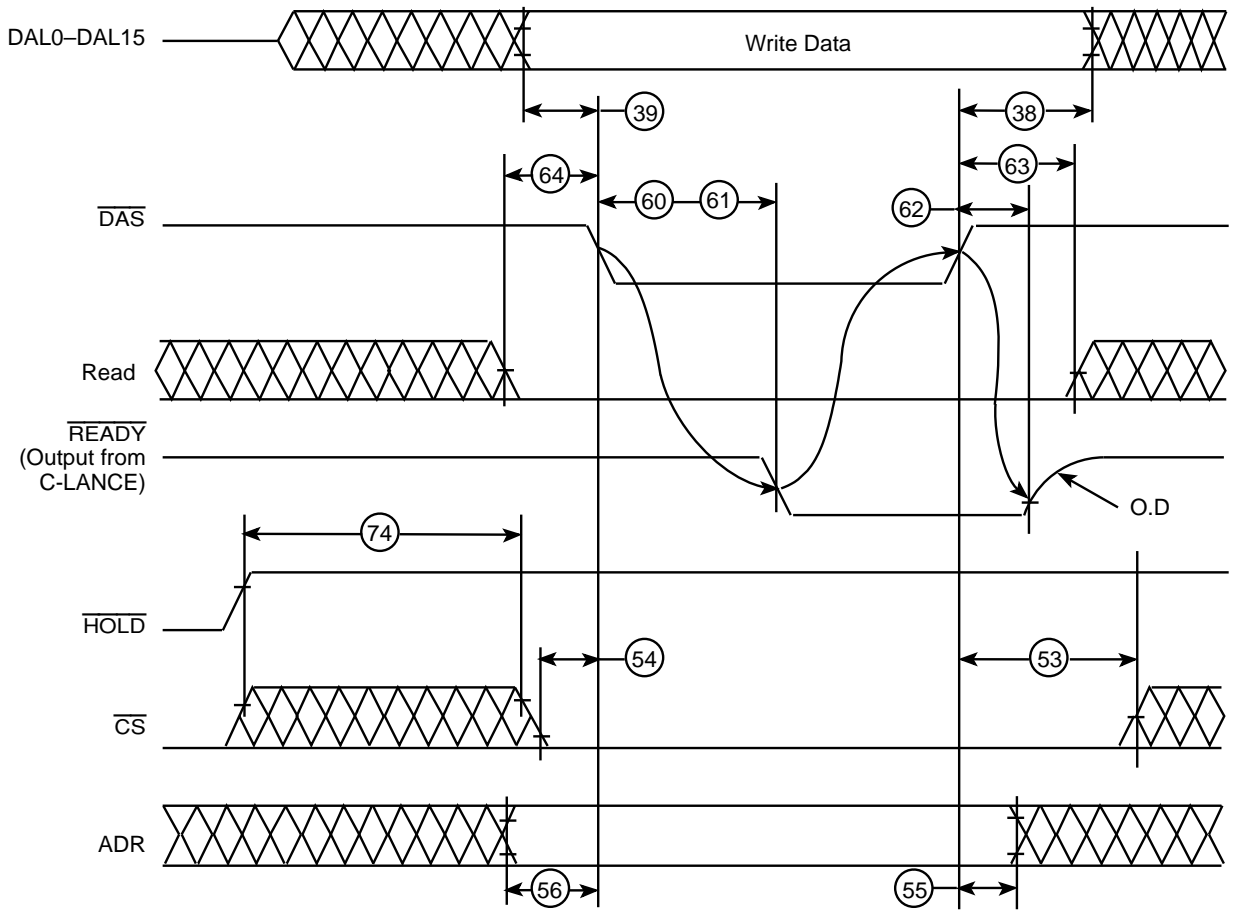 DAL0–DAL15
Write Data
39
38
64
63
60
61
62
DAS
Read
READY
(Output from
C-LANCE)
O.D
74
HOLD
54
53
CS
ADR
56
55